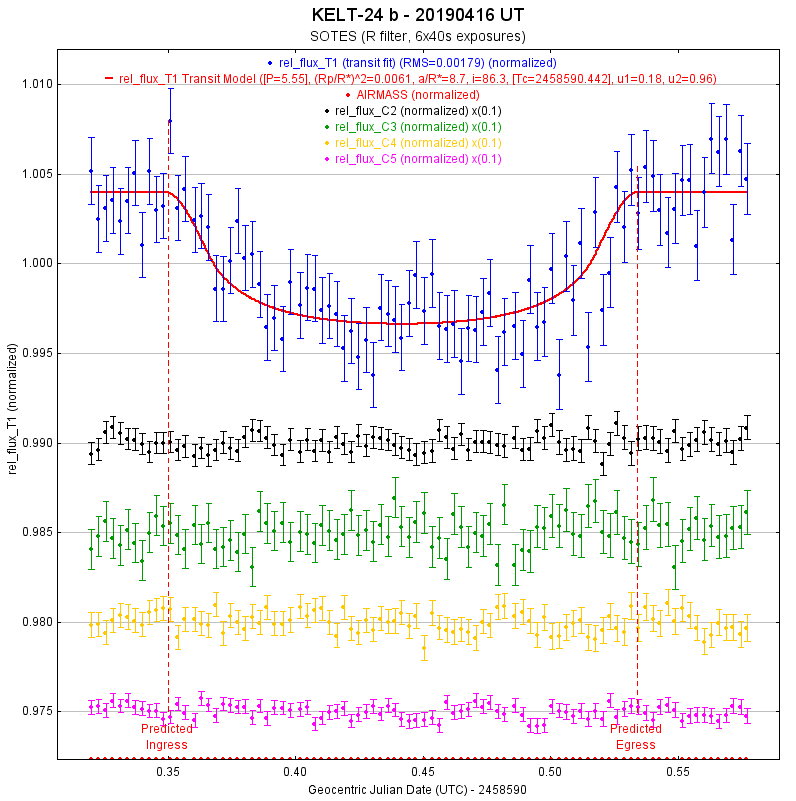 KELT-24 b - 20190416 UT
SOTES (R filter, 6x40s exposures)
rel_flux_T1 (transit fit) (RMS=0.00179) (normalized)
rel_flux_T1 Transit Model ([P=5.55], (Rp/R*)^2=0.0061, a/R*=8.7, i=86.3, [Tc=2458590.442], u1=0.18, u2=0.96)
AIRMASS (normalized)
rel_flux_C2 (normalized) x(0.1)
rel_flux_C3 (normalized) x(0.1)
rel_flux_C4 (normalized) x(0.1)
rel_flux_C5 (normalized) x(0.1)
1.010
1.005
1.000
0.995
0.990
0.985
0.980
0.975
rel_flux_T1 (normalized)
Predicted
Ingress
Predicted
Egress
0.35
0.40
0.45
0.50
0.55
Geocentric Julian Date (UTC) - 2458590